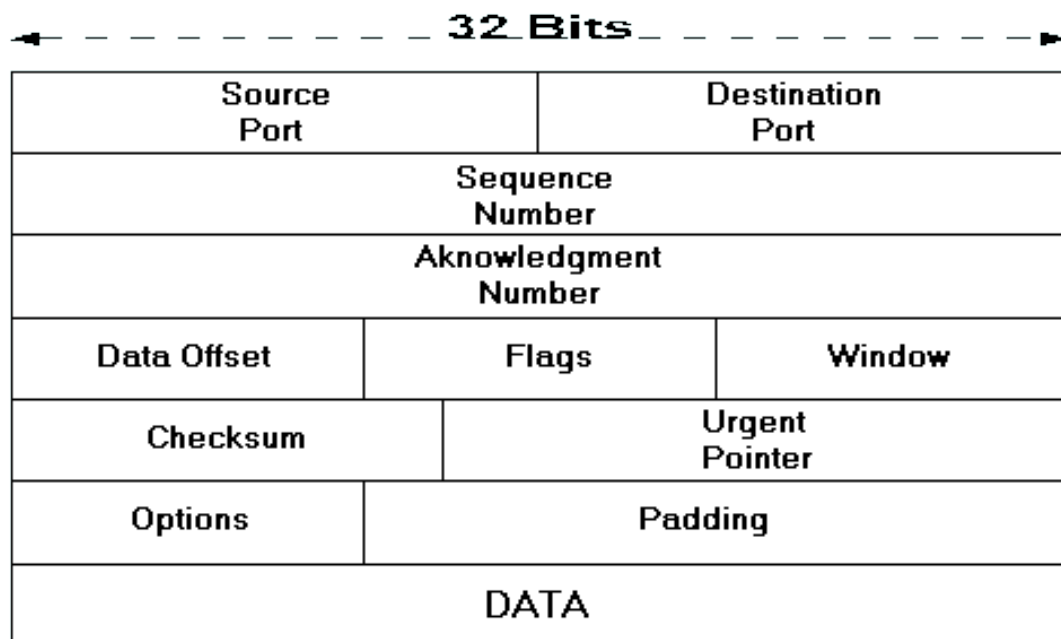 32 Bits
Source
Port
Destination
Port
Sequence
Number
Aknowledgment
Number
Data Offset
Flags
Window
Checksum
Urgent
Pointer
Options
Padding
DATA